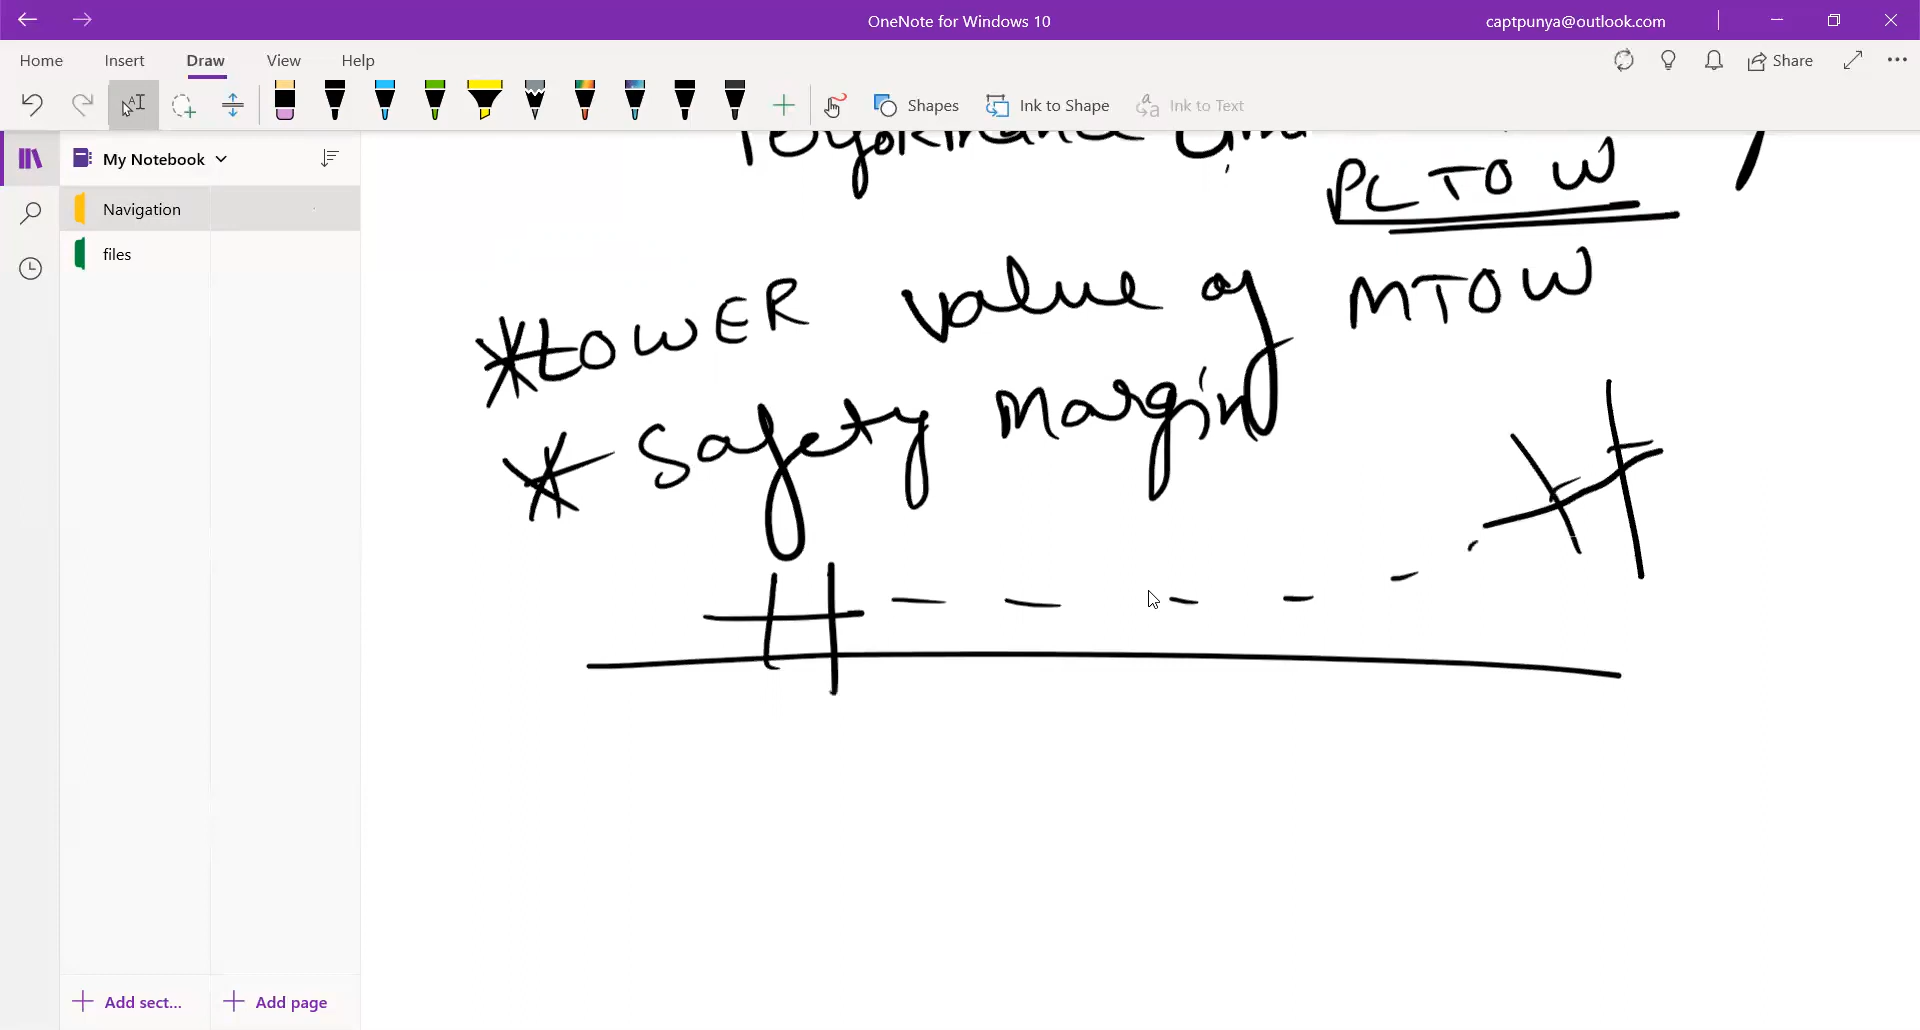 OneNote for Windows 10
captpunya@outlook.com
Home Insert Draw View Help
Share
Shapes
Ink to Shape
Ink to Text
My Notebook
Navigation
files
PLTOW
*LOWER value of MTOW
* Safety Margin
Add sect...
Add page